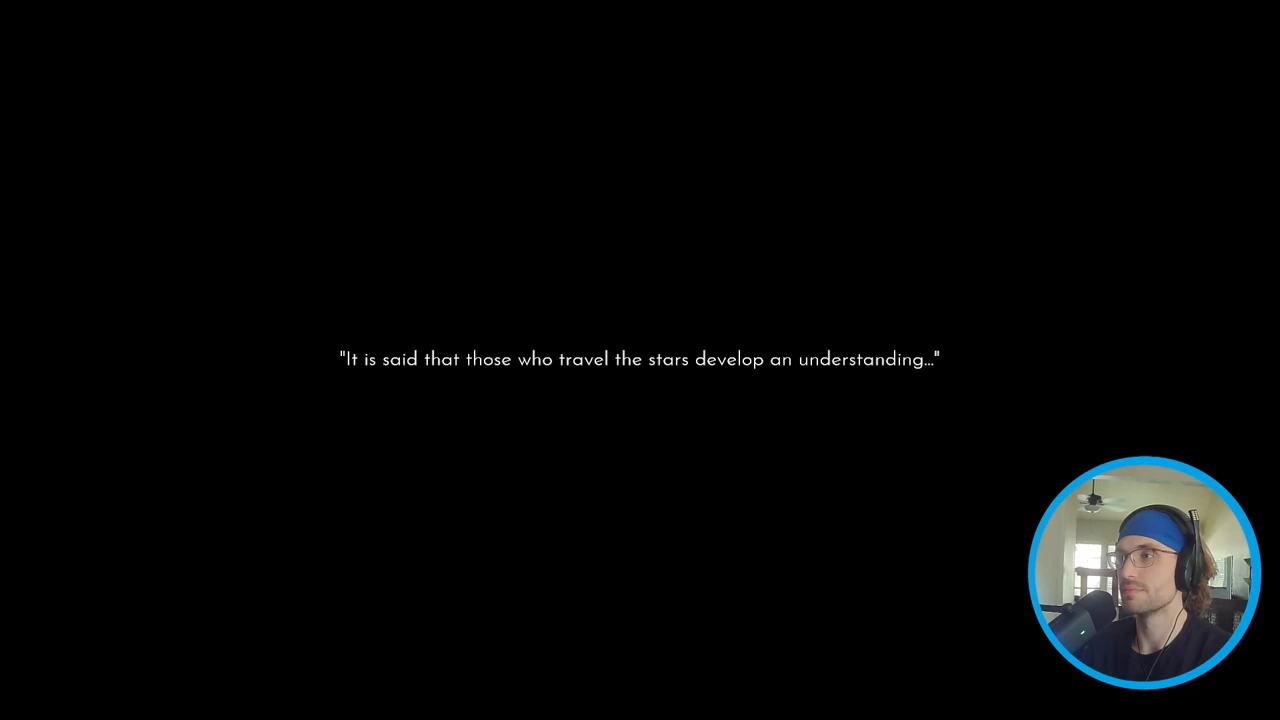 "It is said that those who travel the stars develop an understanding..."